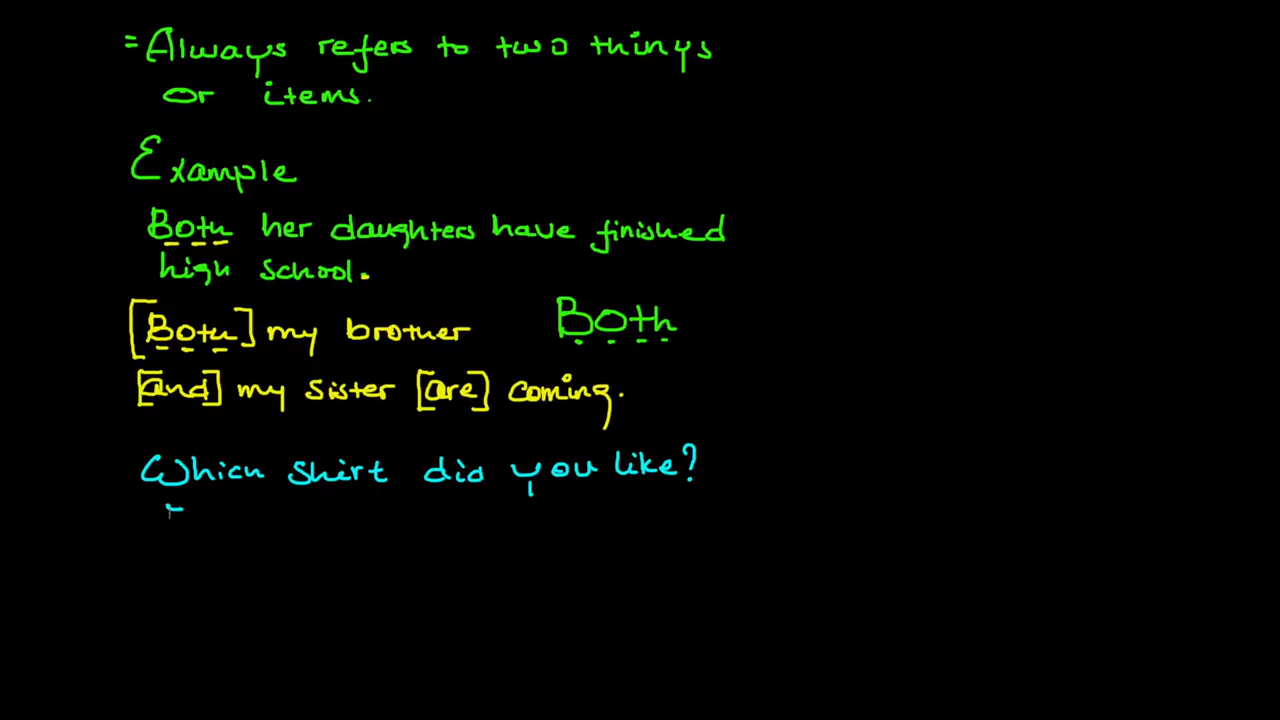 = Always refers to two things
or items.
Example
Both her daughters have finished
high school.
[Both] my brother
Both
[and] my sister [are] coming.
Which shirt did you like?